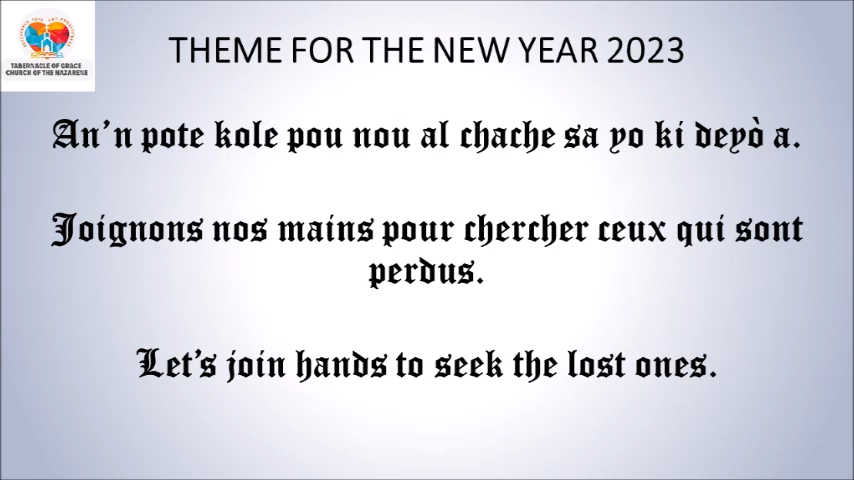 TABERNACLE OF GRACE
CHURCH OF THE NAZARENE
THEME FOR THE NEW YEAR 2023
An'n pote kole pou nou al chache sa yo ki deyò a.
Joignons nos mains pour chercher ceux qui sont
perdus.
Let's join hands to seek the lost ones.